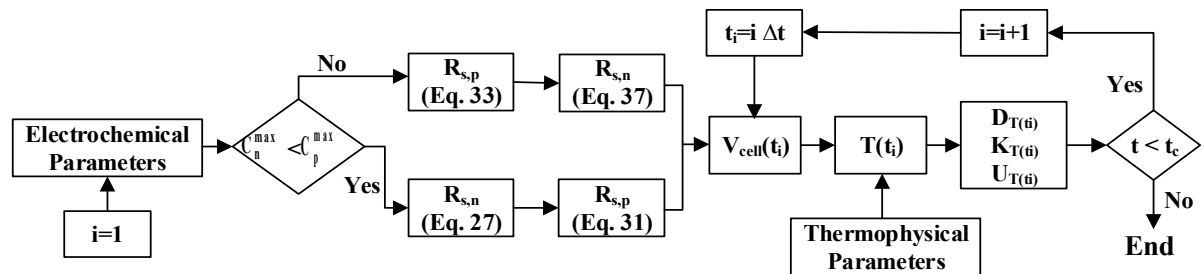 Electrochemical
Parameters
i=1
C_n^max < C_p^max
No
Yes
R_s,p
(Eq. 33)
R_s,n
(Eq. 37)
R_s,n
(Eq. 27)
R_s,p
(Eq. 31)
t_i=i Δt
V_cell(t_i)
T(t_i)
Thermophysical
Parameters
D_T(ti)
K_T(ti)
U_T(ti)
i=i+1
Yes
t < t_c
No
End